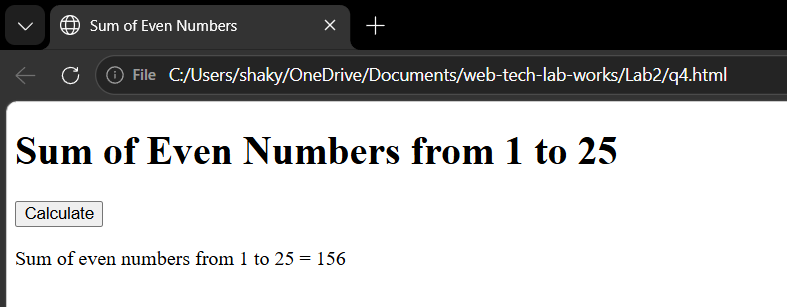 Sum of Even Numbers
File C:/Users/shaky/OneDrive/Documents/web-tech-lab-works/Lab2/q4.html
Sum of Even Numbers from 1 to 25
Calculate
Sum of even numbers from 1 to 25 = 156